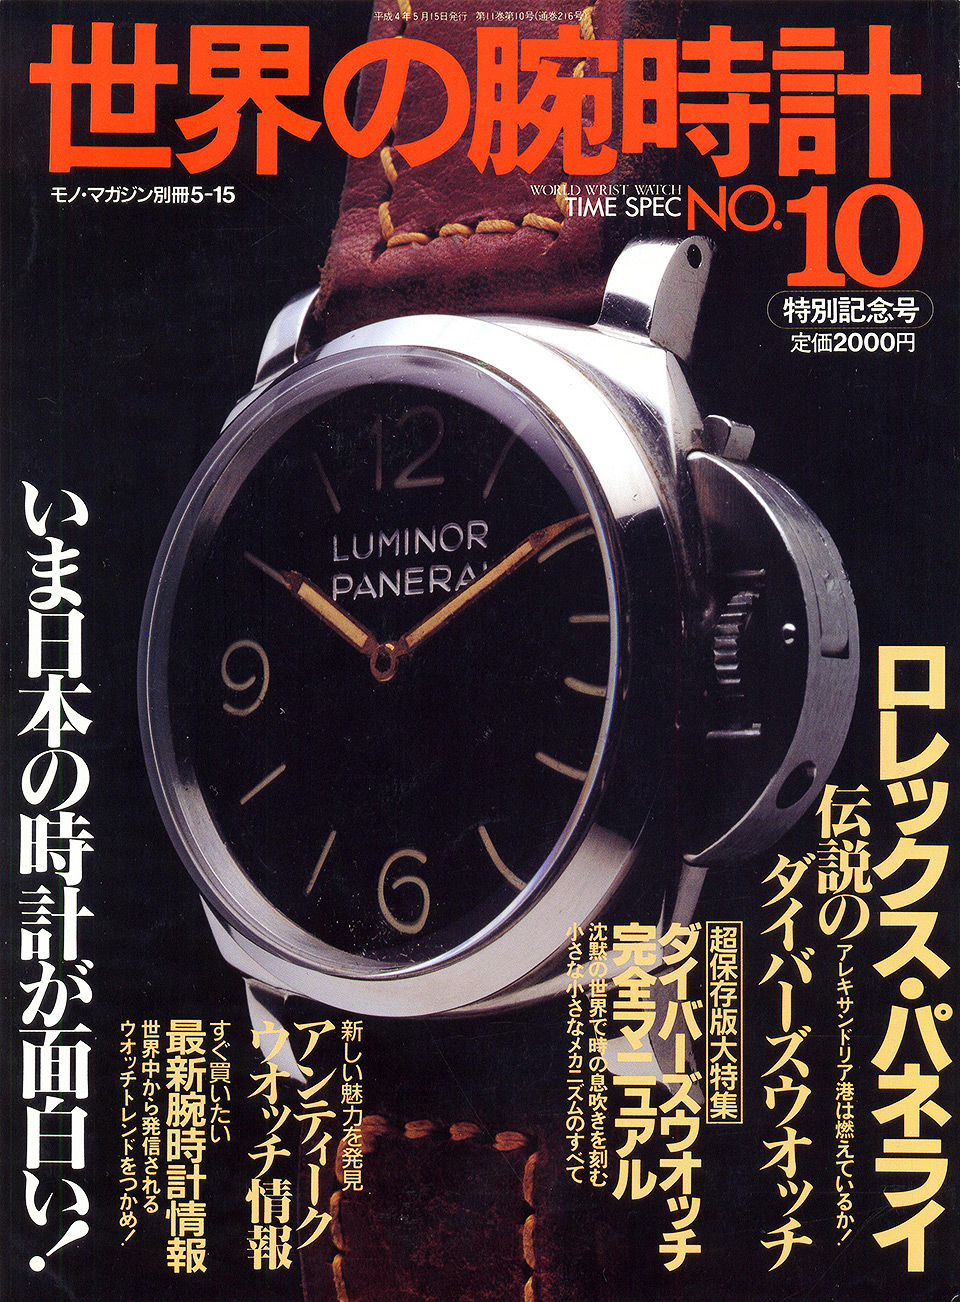 平成4年5月15日発行 第11巻第10号(通巻216号)
世界の腕時計
モノ・マガジン別冊5-15
WORLD WRIST WATCH
TIME SPEC
NO.10
特別記念号
定価2000円
12
LUMINOR
PANERAI
9
6
ロレックス・パネライ
伝説の
アレキサンドリア港は燃えているか!
ダイバーズウオッチ
超保存版大特集
ダイバーズウオッチ
完全マニュアル
沈黙の世界で時の息吹きを刻む
小さな小さなメカニズムのすべて
新しい魅力を発見
アンティーク
ウオッチ情報
すぐ買いたい
最新腕時計情報
世界中から発信される
ウオッチトレンドをつかめ!
いま日本の時計が面白い!